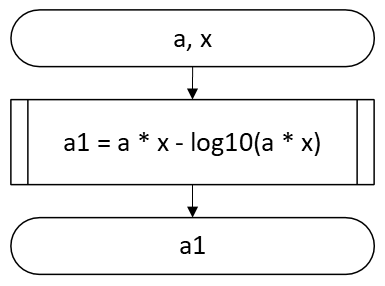 a, x
a1 = a * x - log10(a * x)
a1